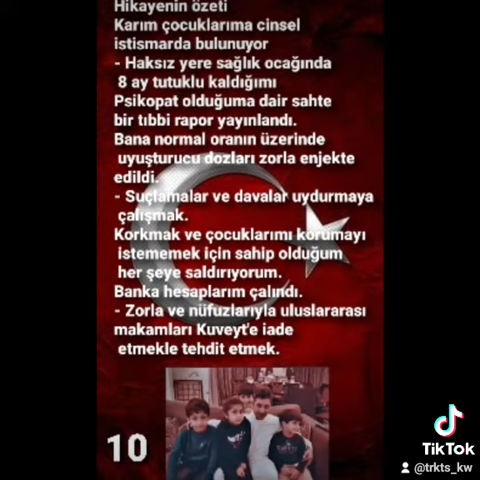 Hikayenin özeti
Karım çocuklarıma cinsel
istismarda bulunuyor
- Haksız yere sağlık ocağında
8 ay tutuklu kaldığımı
Psikopat olduğuma dair sahte
bir tıbbi rapor yayınlandı.
Bana normal oranın üzerinde
uyuşturucu dozları zorla enjekte
edildi.
- Suçlamalar ve davalar uydurmaya
çalışmak.
Korkmak ve çocuklarımı korumayı
istememek için sahip olduğum
her şeye saldırıyorum.
Banka hesaplarım çalındı.
- Zorla ve nüfuzlarıyla uluslararası
makamları Kuveyt'e iade
etmekle tehdit etmek.
10
TikTok
@trkts_kw